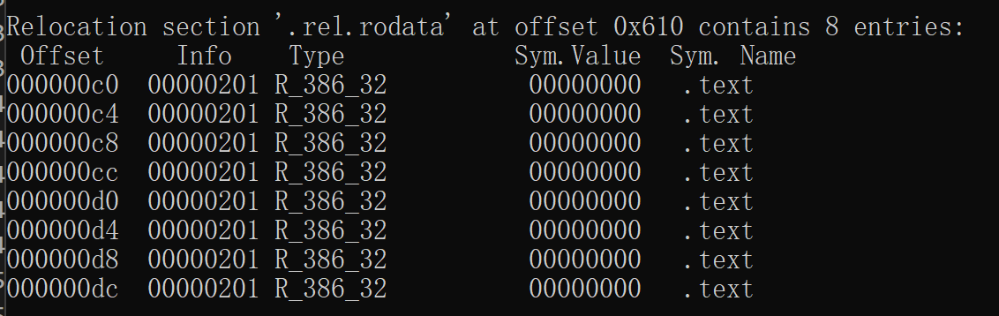 Relocation section '.rel.rodata' at offset 0x610 contains 8 entries:
 Offset     Info    Type            Sym.Value  Sym. Name
000000c0  00000201 R_386_32          00000000   .text
000000c4  00000201 R_386_32          00000000   .text
000000c8  00000201 R_386_32          00000000   .text
000000cc  00000201 R_386_32          00000000   .text
000000d0  00000201 R_386_32          00000000   .text
000000d4  00000201 R_386_32          00000000   .text
000000d8  00000201 R_386_32          00000000   .text
000000dc  00000201 R_386_32          00000000   .text